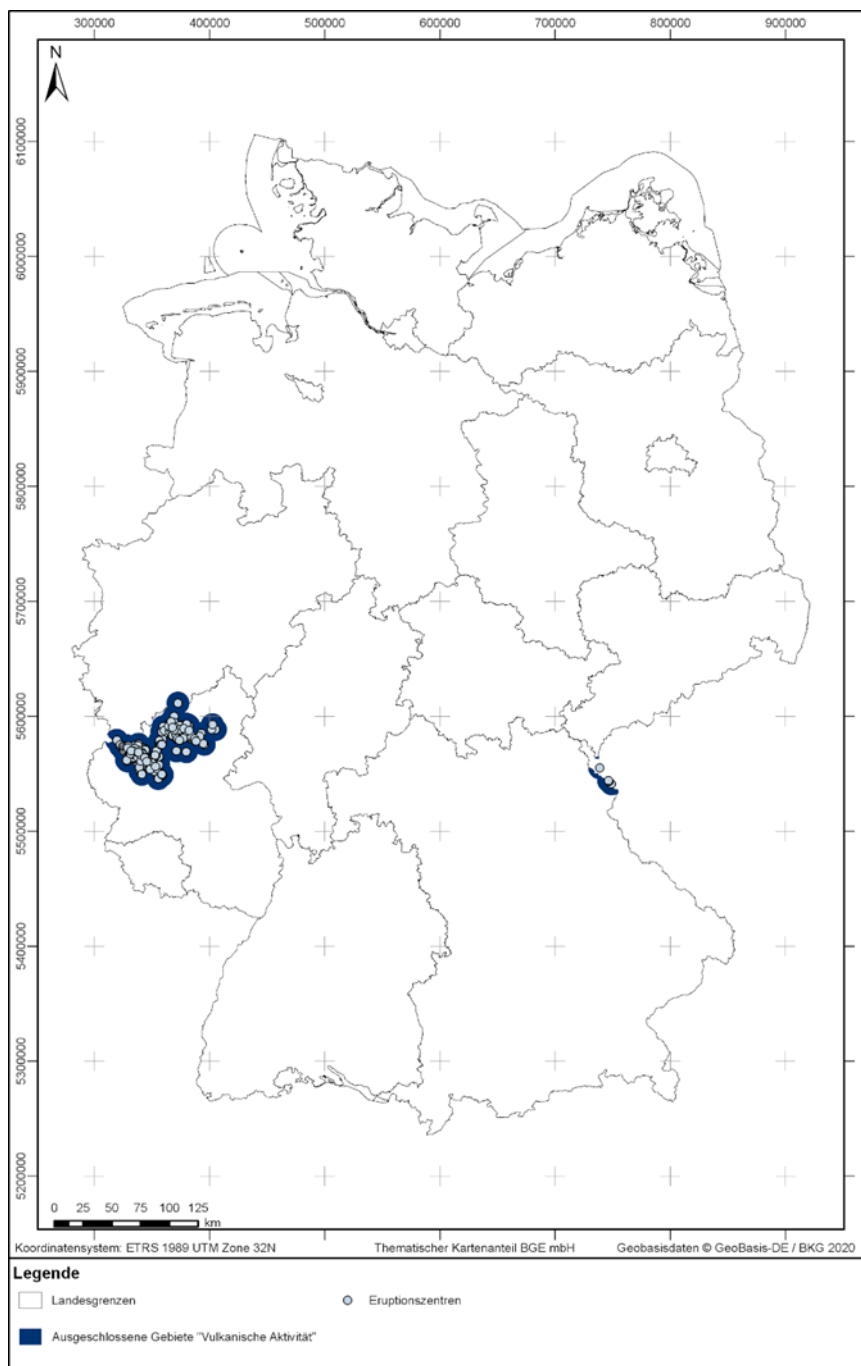 300000 400000 500000 600000 700000 800000 900000
N
6100000
6000000
5900000
5800000
5700000
5600000
5500000
5400000
5300000
5200000
0 25 50 75 100 125
km
Koordinatensystem: ETRS 1989 UTM Zone 32N Thematischer Kartenanteil BGE mbH Geobasisdaten © GeoBasis-DE / BKG 2020
Legende
Landesgrenzen Eruptionszentren
Ausgeschlossene Gebiete "Vulkanische Aktivität"